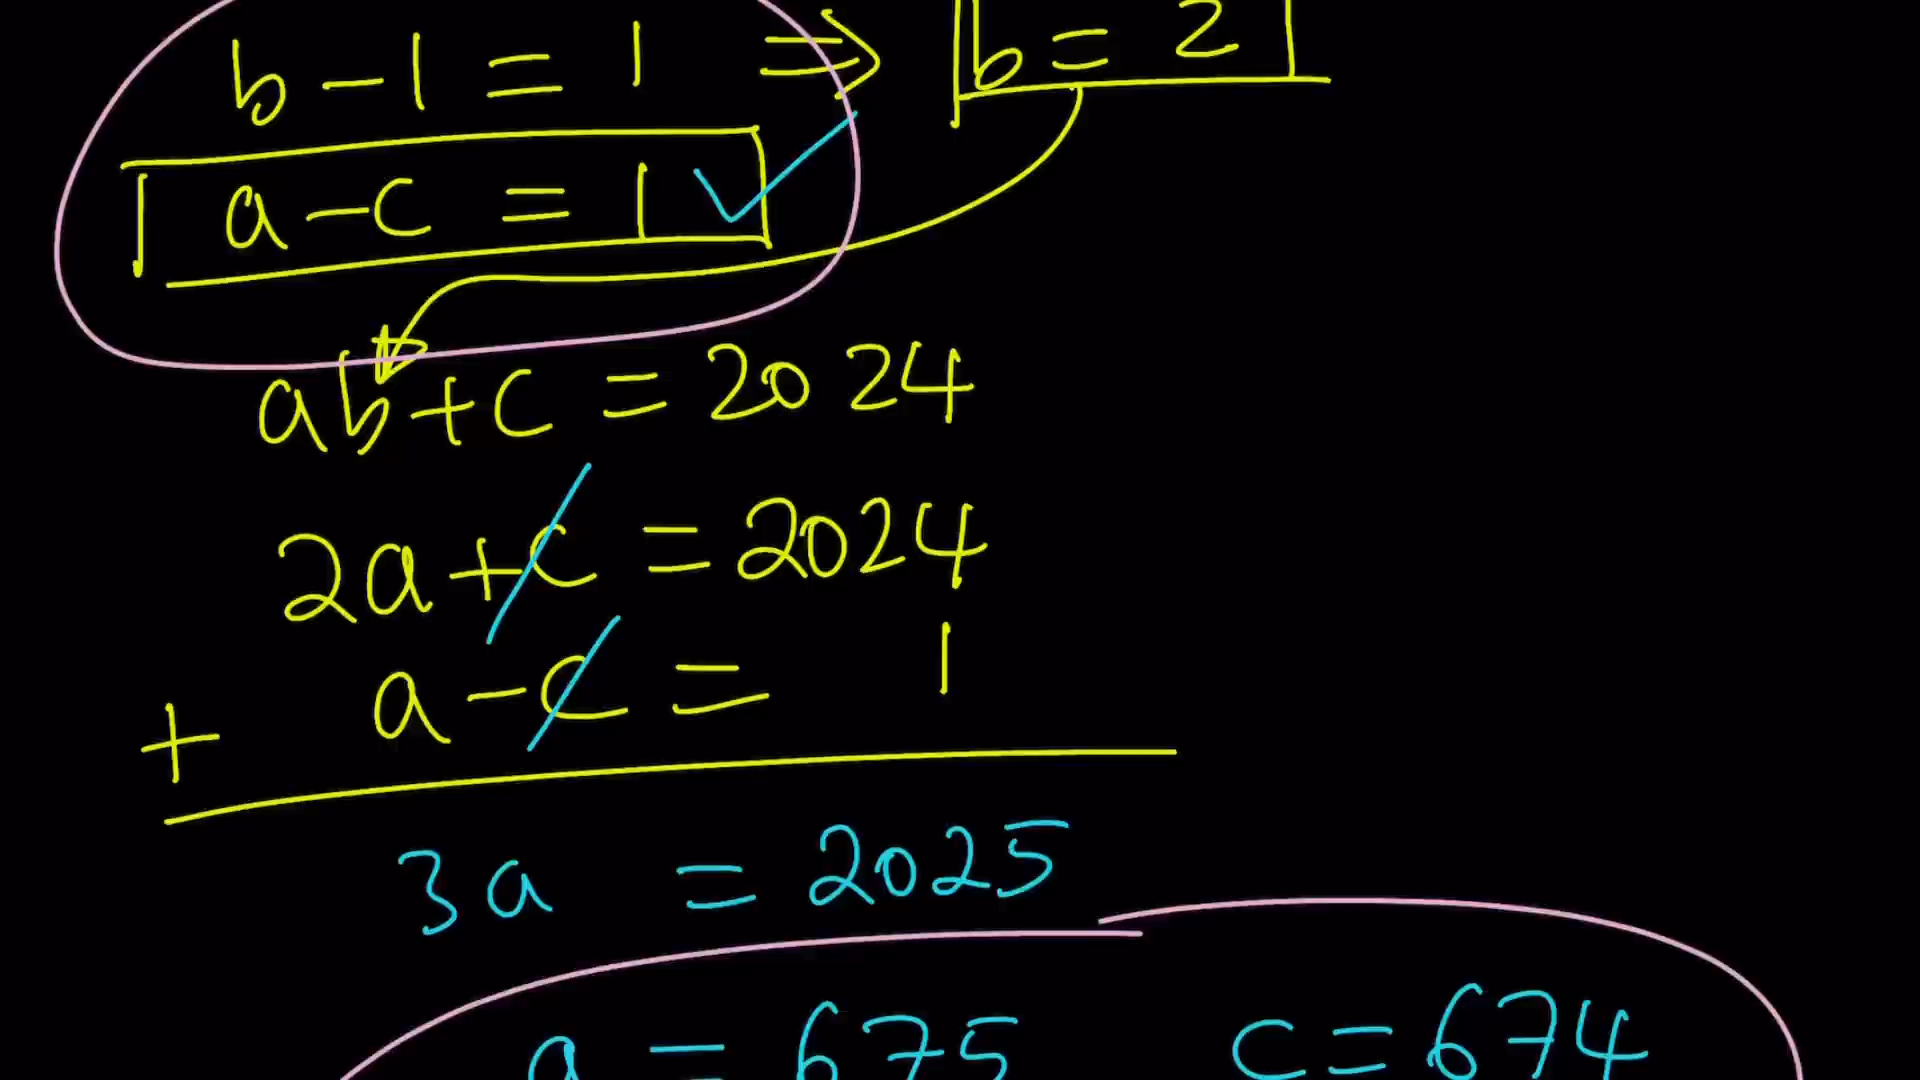 b - 1 = 1 ⇒ b = 2
a - c = 1
ab + c = 2024
2a + c = 2024
+ a - c = 1
3a = 2025
a = 675 c = 674